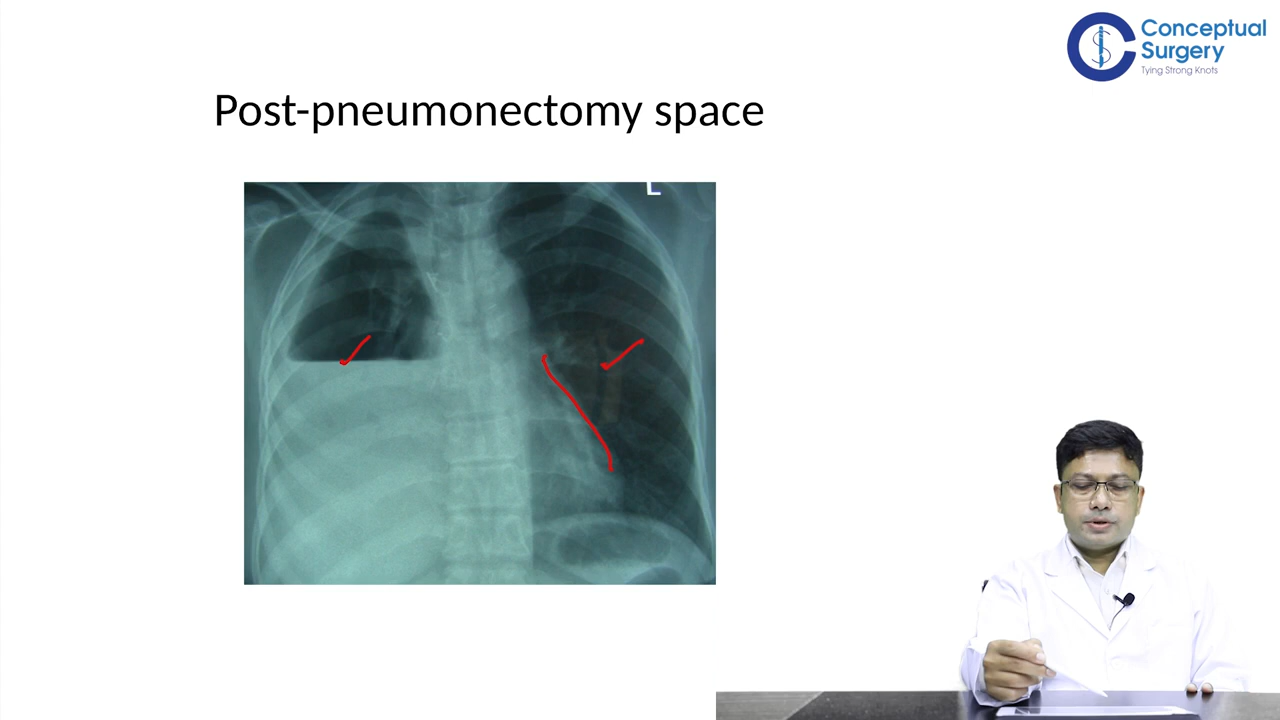 Conceptual
Surgery
Tying Strong Knots
Post-pneumonectomy space
L